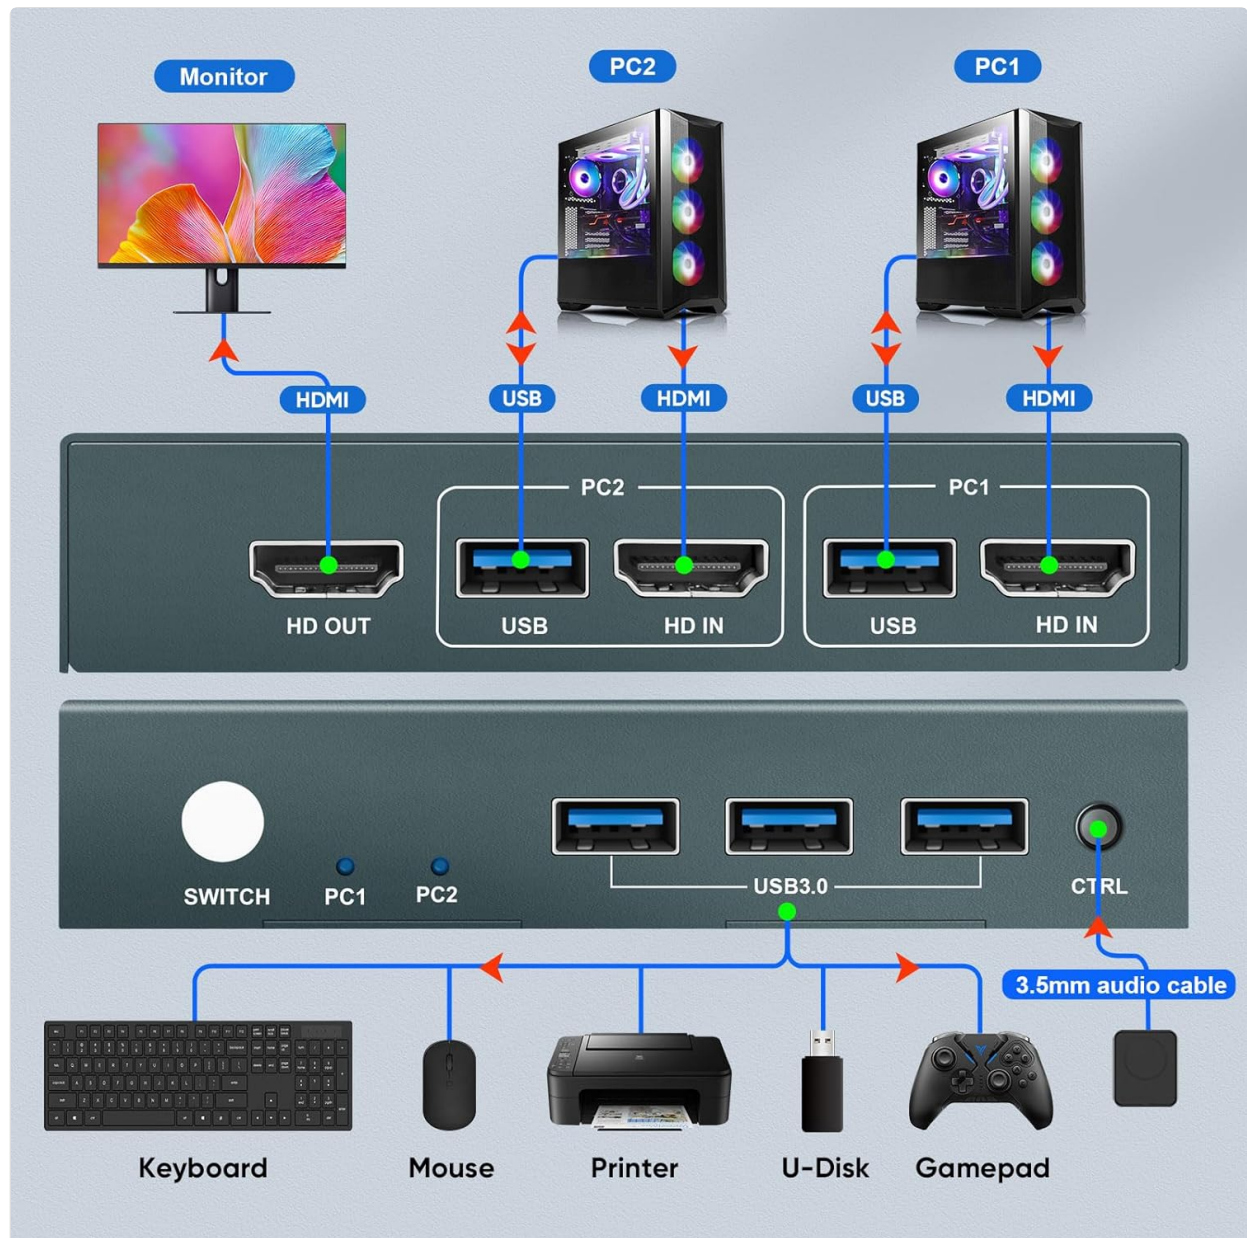 Monitor
PC2
PC1
HDMI
USB
HDMI
USB
HDMI
PC2
PC1
HD OUT
USB
HD IN
USB
HD IN
SWITCH
PC1
PC2
USB3.0
CTRL
3.5mm audio cable
Keyboard
Mouse
Printer
U-Disk
Gamepad